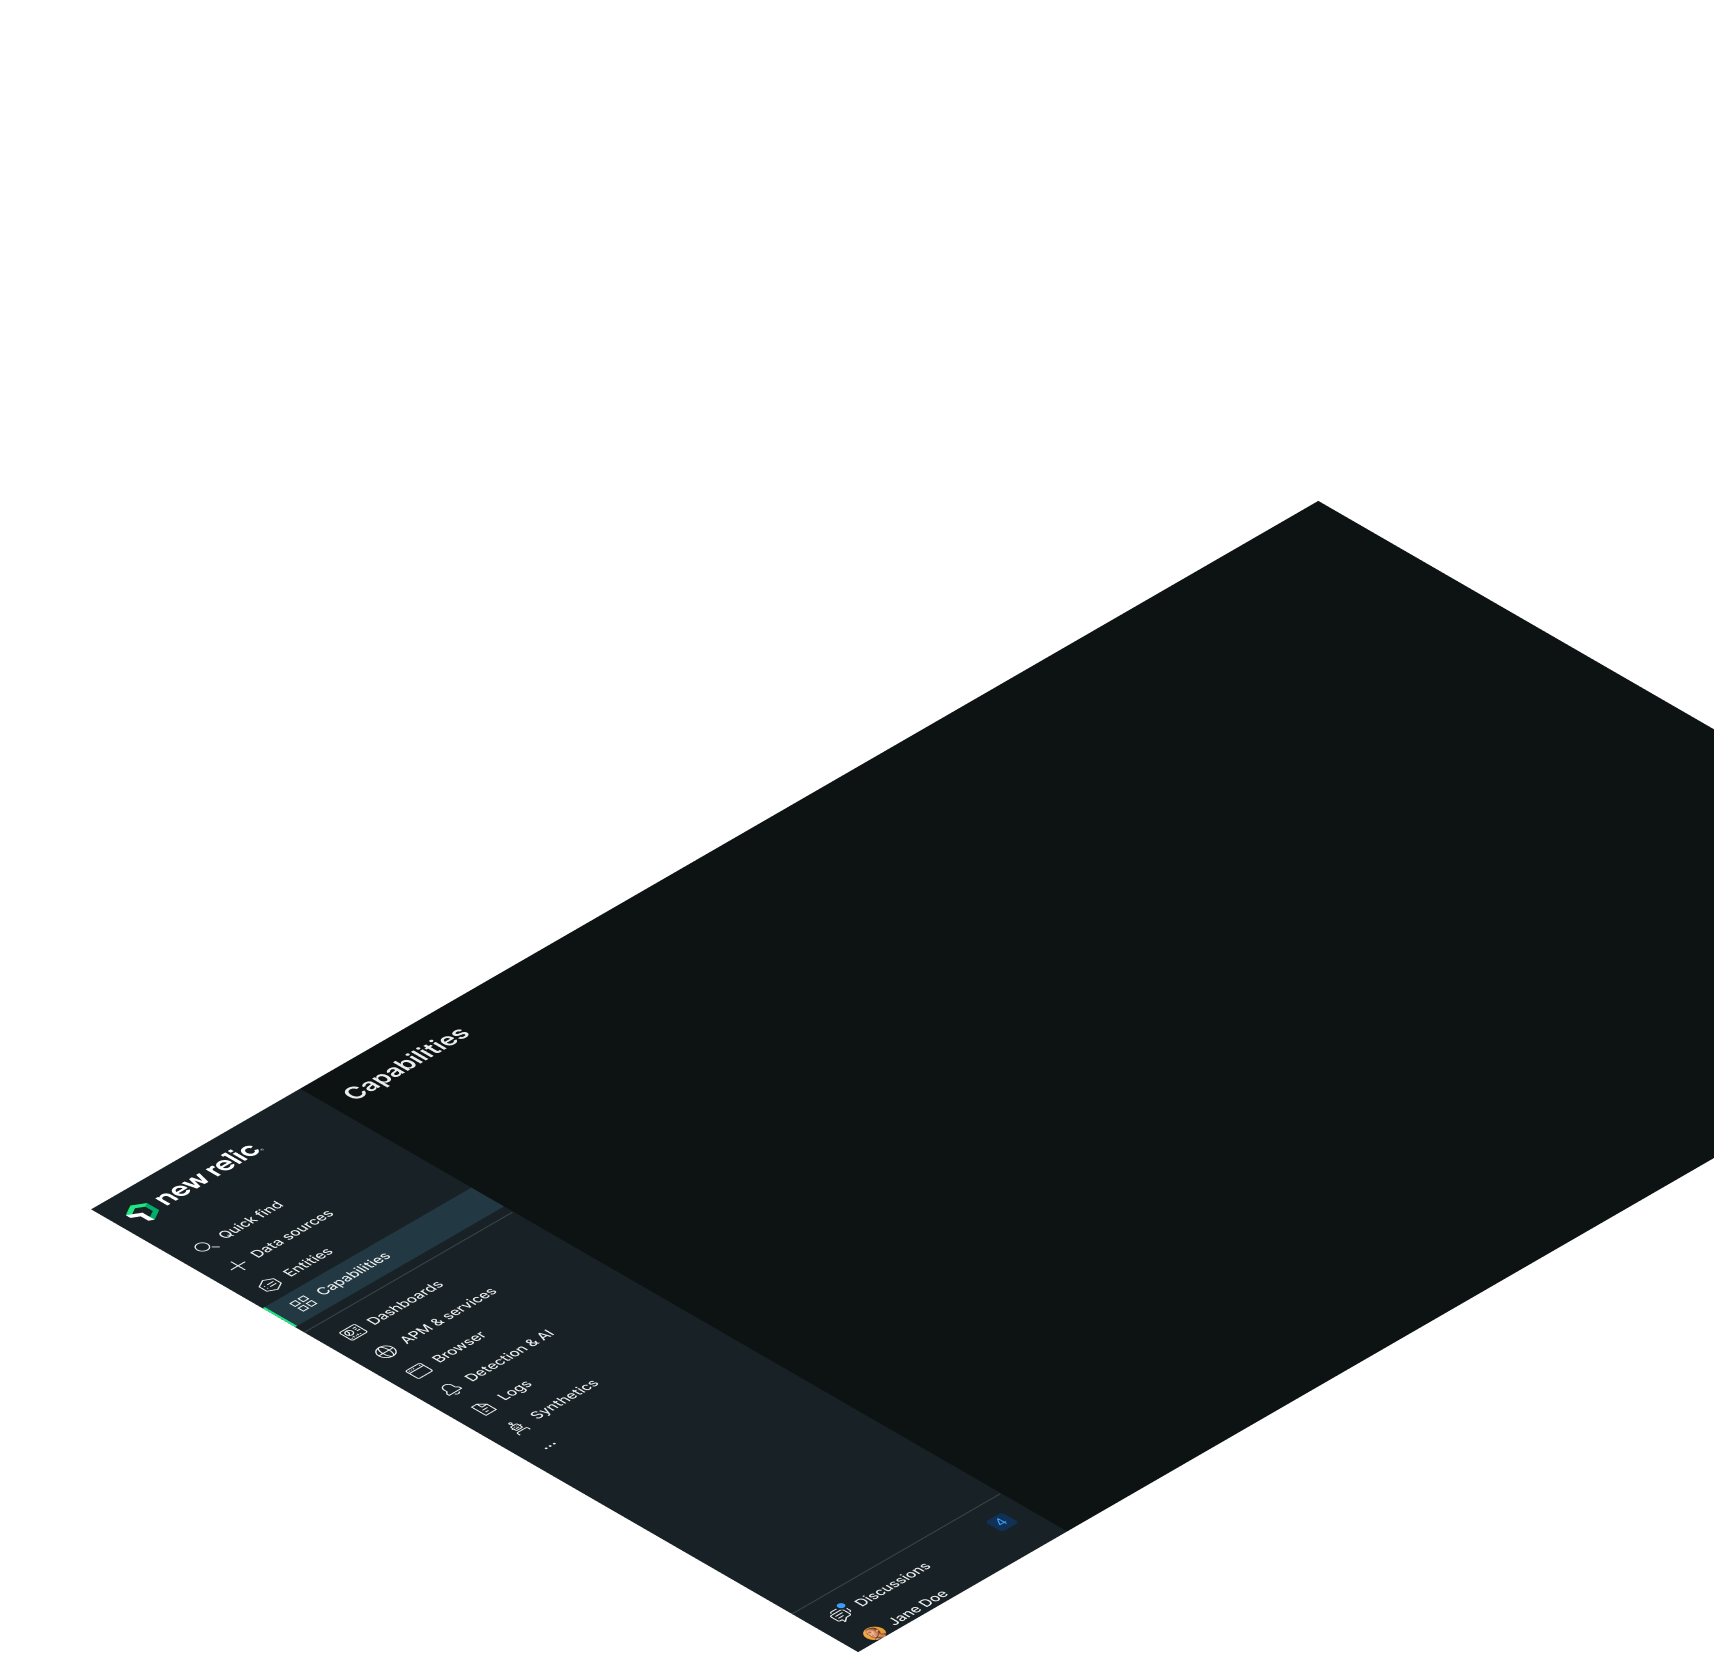 new relic
Quick find
Data sources
Entities
Capabilities
Dashboards
APM & services
Browser
Detection & AI
Logs
Synthetics
...
Discussions
4
Jane Doe
Capabilities